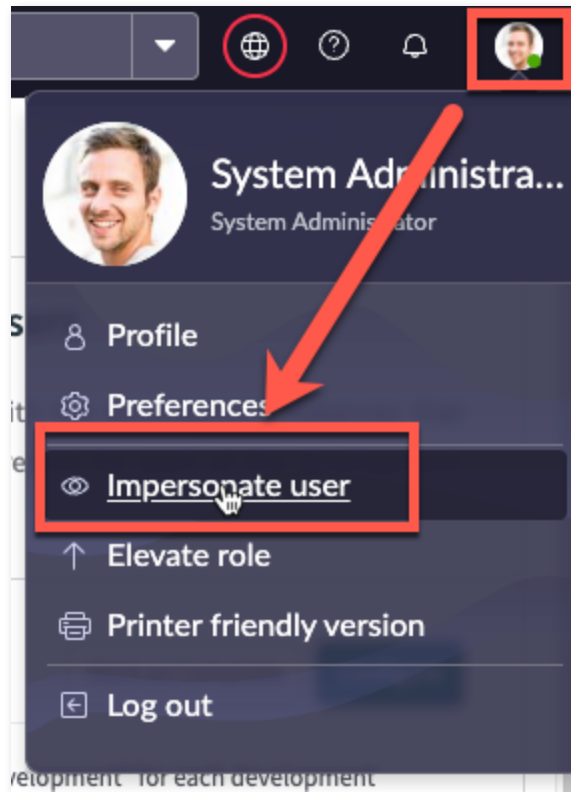 System Administra...
System Administrator
Profile
Preferences
Impersonate user
Elevate role
Printer friendly version
Log out
for each development